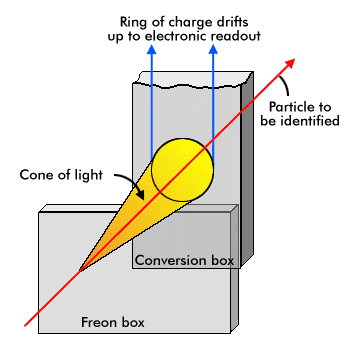 Ring of charge drifts
up to electronic readout
Particle to
be identified
Cone of light
Conversion box
Freon box